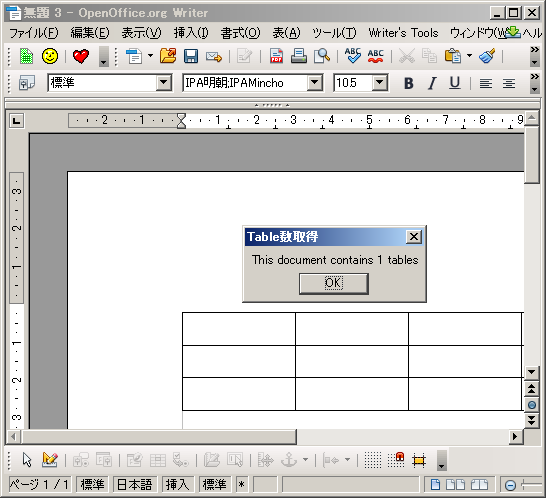 無題 3 - OpenOffice.org Writer
ファイル(F) 編集(E) 表示(V) 挿入(I) 書式(O) 表(A) ツール(T) Writer's Tools ウィンドウ(W) ヘル
標準 IPA明朝;IPAMincho 10.5 B I U
2 1 1 2 3 4 5 6 7 8 9
3
2
1
Table数取得
This document contains 1 tables
OK
1
2
3
ページ 1 / 1 標準 日本語 挿入 標準 *